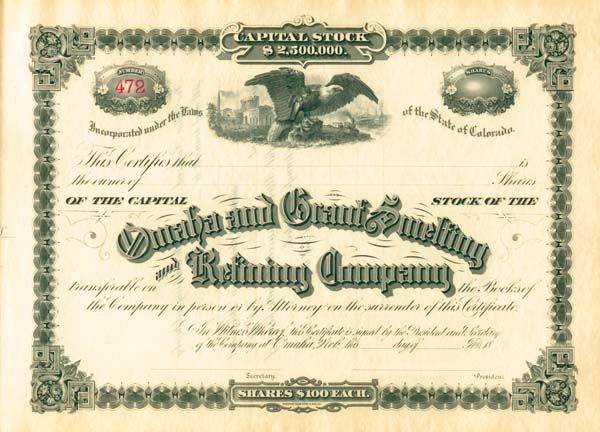 CAPITAL STOCK
$2,500,000.
NUMBER
472
SHARES
Incorporated under the Laws of the State of Colorado.
This Certifies that is
the owner of Shares
OF THE CAPITAL STOCK OF THE
Omaha and Grant Smelting
and Refining Company
transferable on the Books of
the Company in person or by Attorney on the surrender of this Certificate.
In Witness Whereof, this Certificate is signed by the President and Secretary
of the Company at Omaha, Neb. this day of 18
Secretary. President.
SHARES $100 EACH.